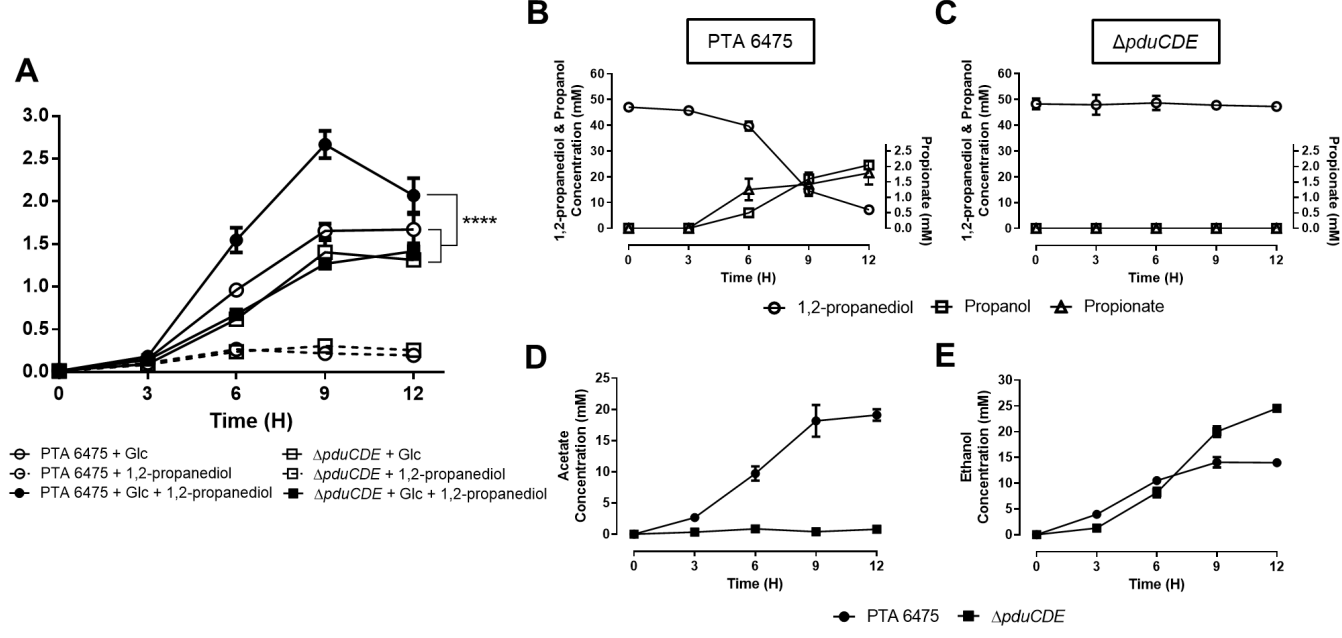 A
3.0
2.5
2.0
1.5
1.0
0.5
0.0
0 3 6 9 12
Time (H)
****
PTA 6475 + Glc
PTA 6475 + 1,2-propanediol
PTA 6475 + Glc + 1,2-propanediol
ΔpduCDE + Glc
ΔpduCDE + 1,2-propanediol
ΔpduCDE + Glc + 1,2-propanediol
B
PTA 6475
1,2-propanediol & Propanol
Concentration (mM)
60
50
40
30
20
10
0
2.5
2.0
1.5
1.0
0.5
0.0
Propionate (mM)
0 3 6 9 12
Time (H)
C
ΔpduCDE
1,2-propanediol & Propanol
Concentration (mM)
60
50
40
30
20
10
0
2.5
2.0
1.5
1.0
0.5
0.0
Propionate (mM)
0 3 6 9 12
Time (H)
1,2-propanediol Propanol Propionate
D
Acetate
Concentration (mM)
25
20
15
10
5
0
0 3 6 9 12
Time (H)
E
Ethanol
Concentration (mM)
30
25
20
15
10
5
0
0 3 6 9 12
Time (H)
PTA 6475 ΔpduCDE